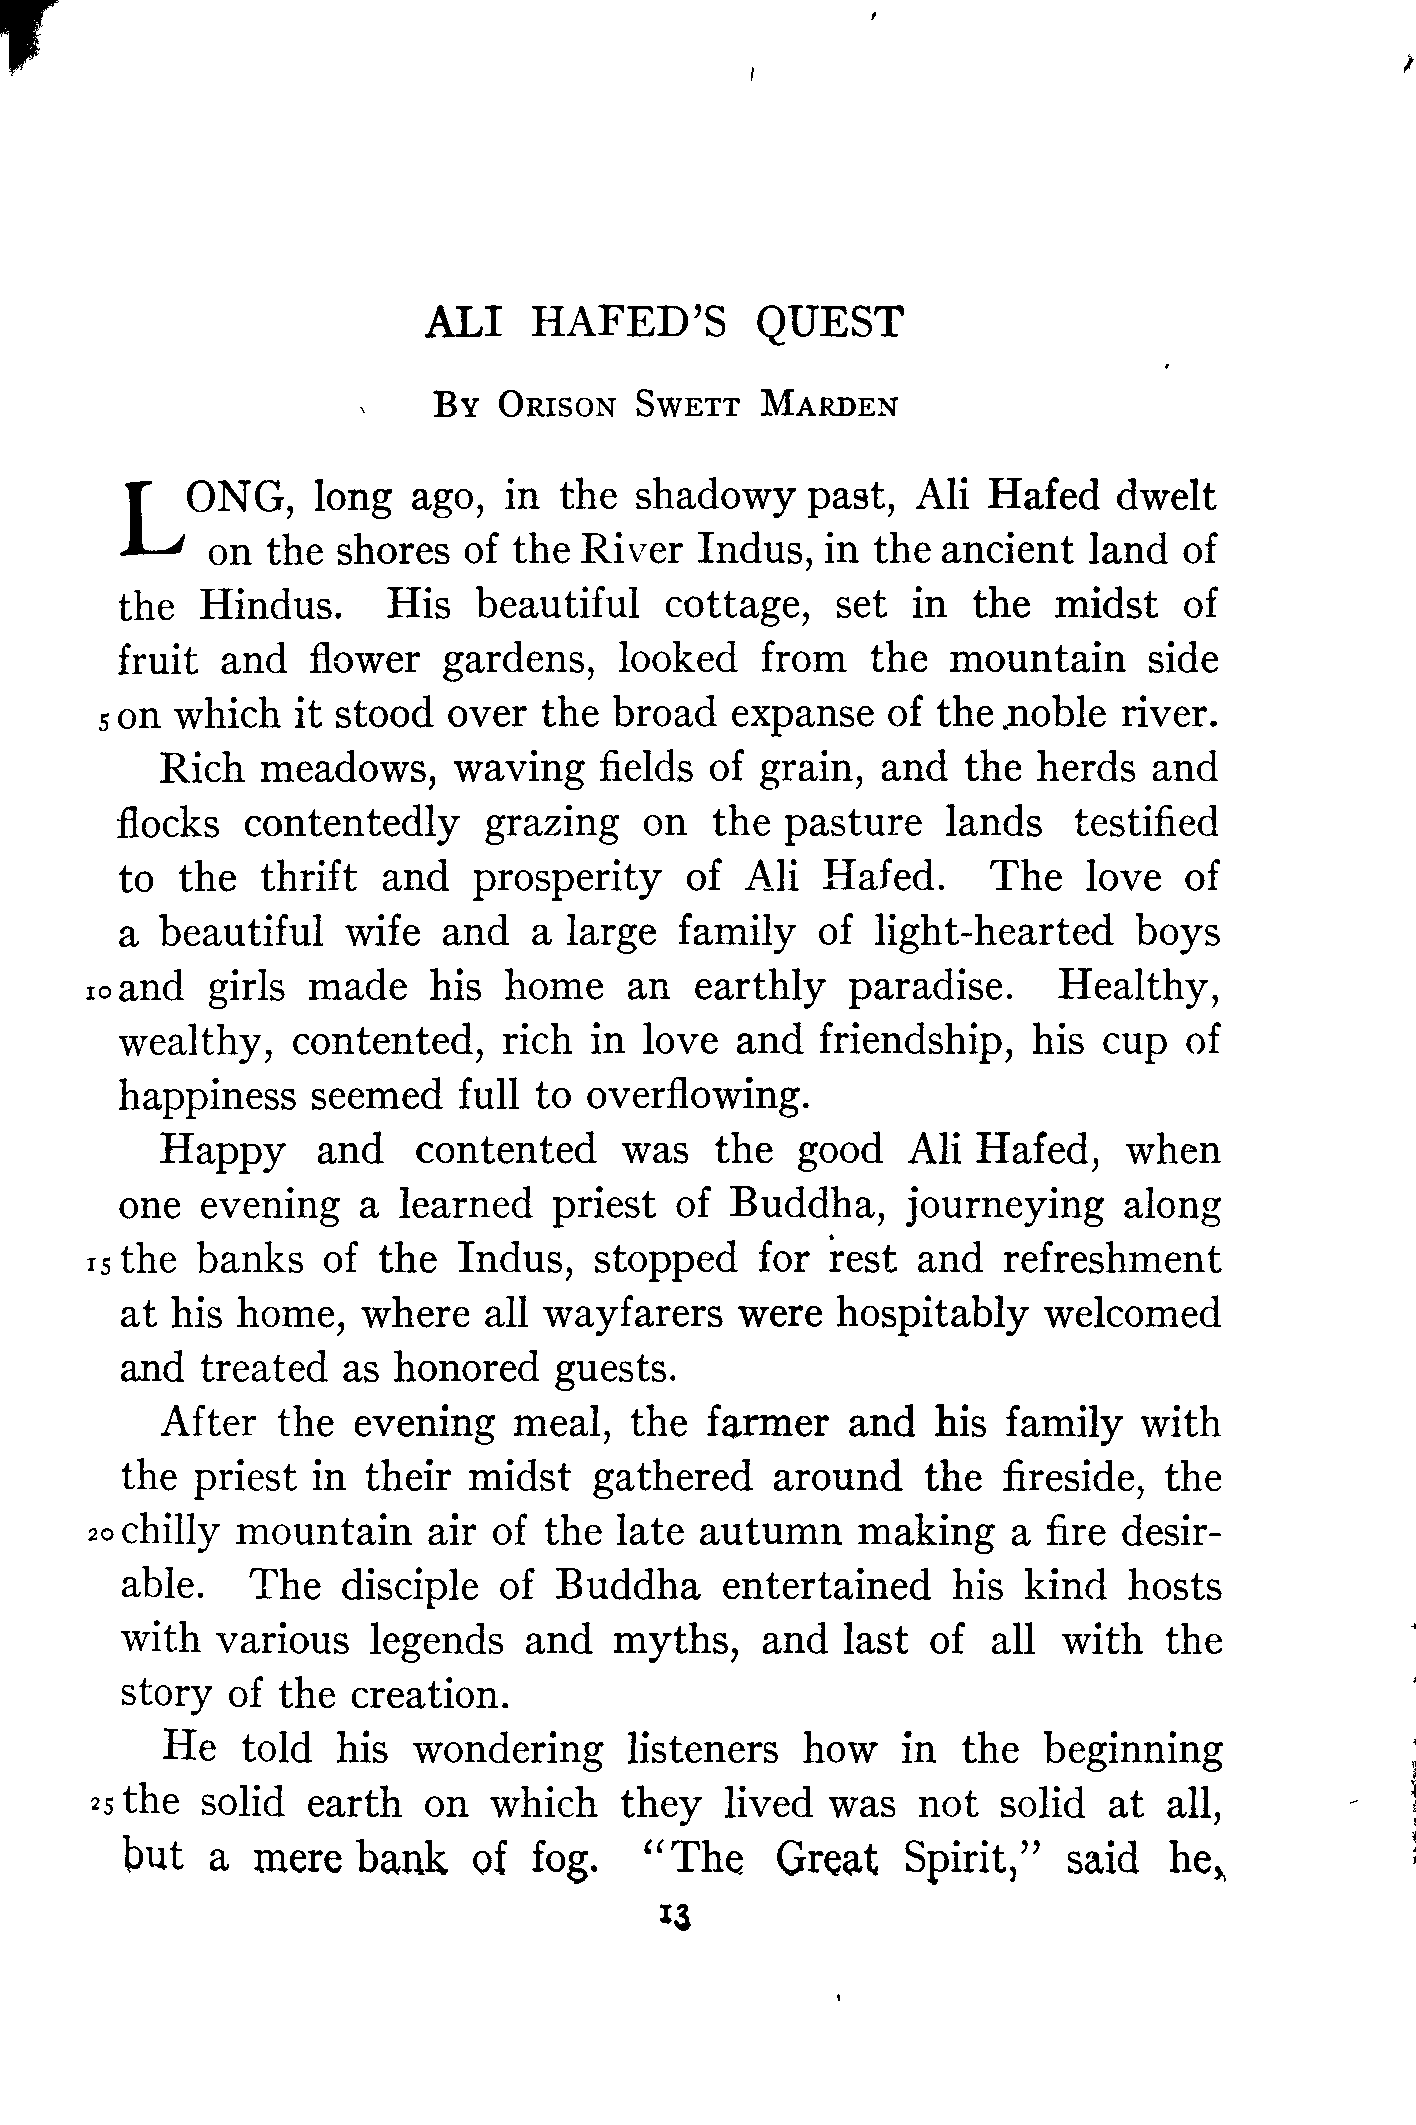 ALI HAFED'S QUEST
By Orison Swett Marden
LONG, long ago, in the shadowy past, Ali Hafed dwelt
on the shores of the River Indus, in the ancient land of
the Hindus. His beautiful cottage, set in the midst of
fruit and flower gardens, looked from the mountain side
5 on which it stood over the broad expanse of the noble river.
Rich meadows, waving fields of grain, and the herds and
flocks contentedly grazing on the pasture lands testified
to the thrift and prosperity of Ali Hafed. The love of
a beautiful wife and a large family of light-hearted boys
10 and girls made his home an earthly paradise. Healthy,
wealthy, contented, rich in love and friendship, his cup of
happiness seemed full to overflowing.
Happy and contented was the good Ali Hafed, when
one evening a learned priest of Buddha, journeying along
15 the banks of the Indus, stopped for rest and refreshment
at his home, where all wayfarers were hospitably welcomed
and treated as honored guests.
After the evening meal, the farmer and his family with
the priest in their midst gathered around the fireside, the
20 chilly mountain air of the late autumn making a fire desir-
able. The disciple of Buddha entertained his kind hosts
with various legends and myths, and last of all with the
story of the creation.
He told his wondering listeners how in the beginning
25 the solid earth on which they lived was not solid at all,
but a mere bank of fog. "The Great Spirit," said he,
13